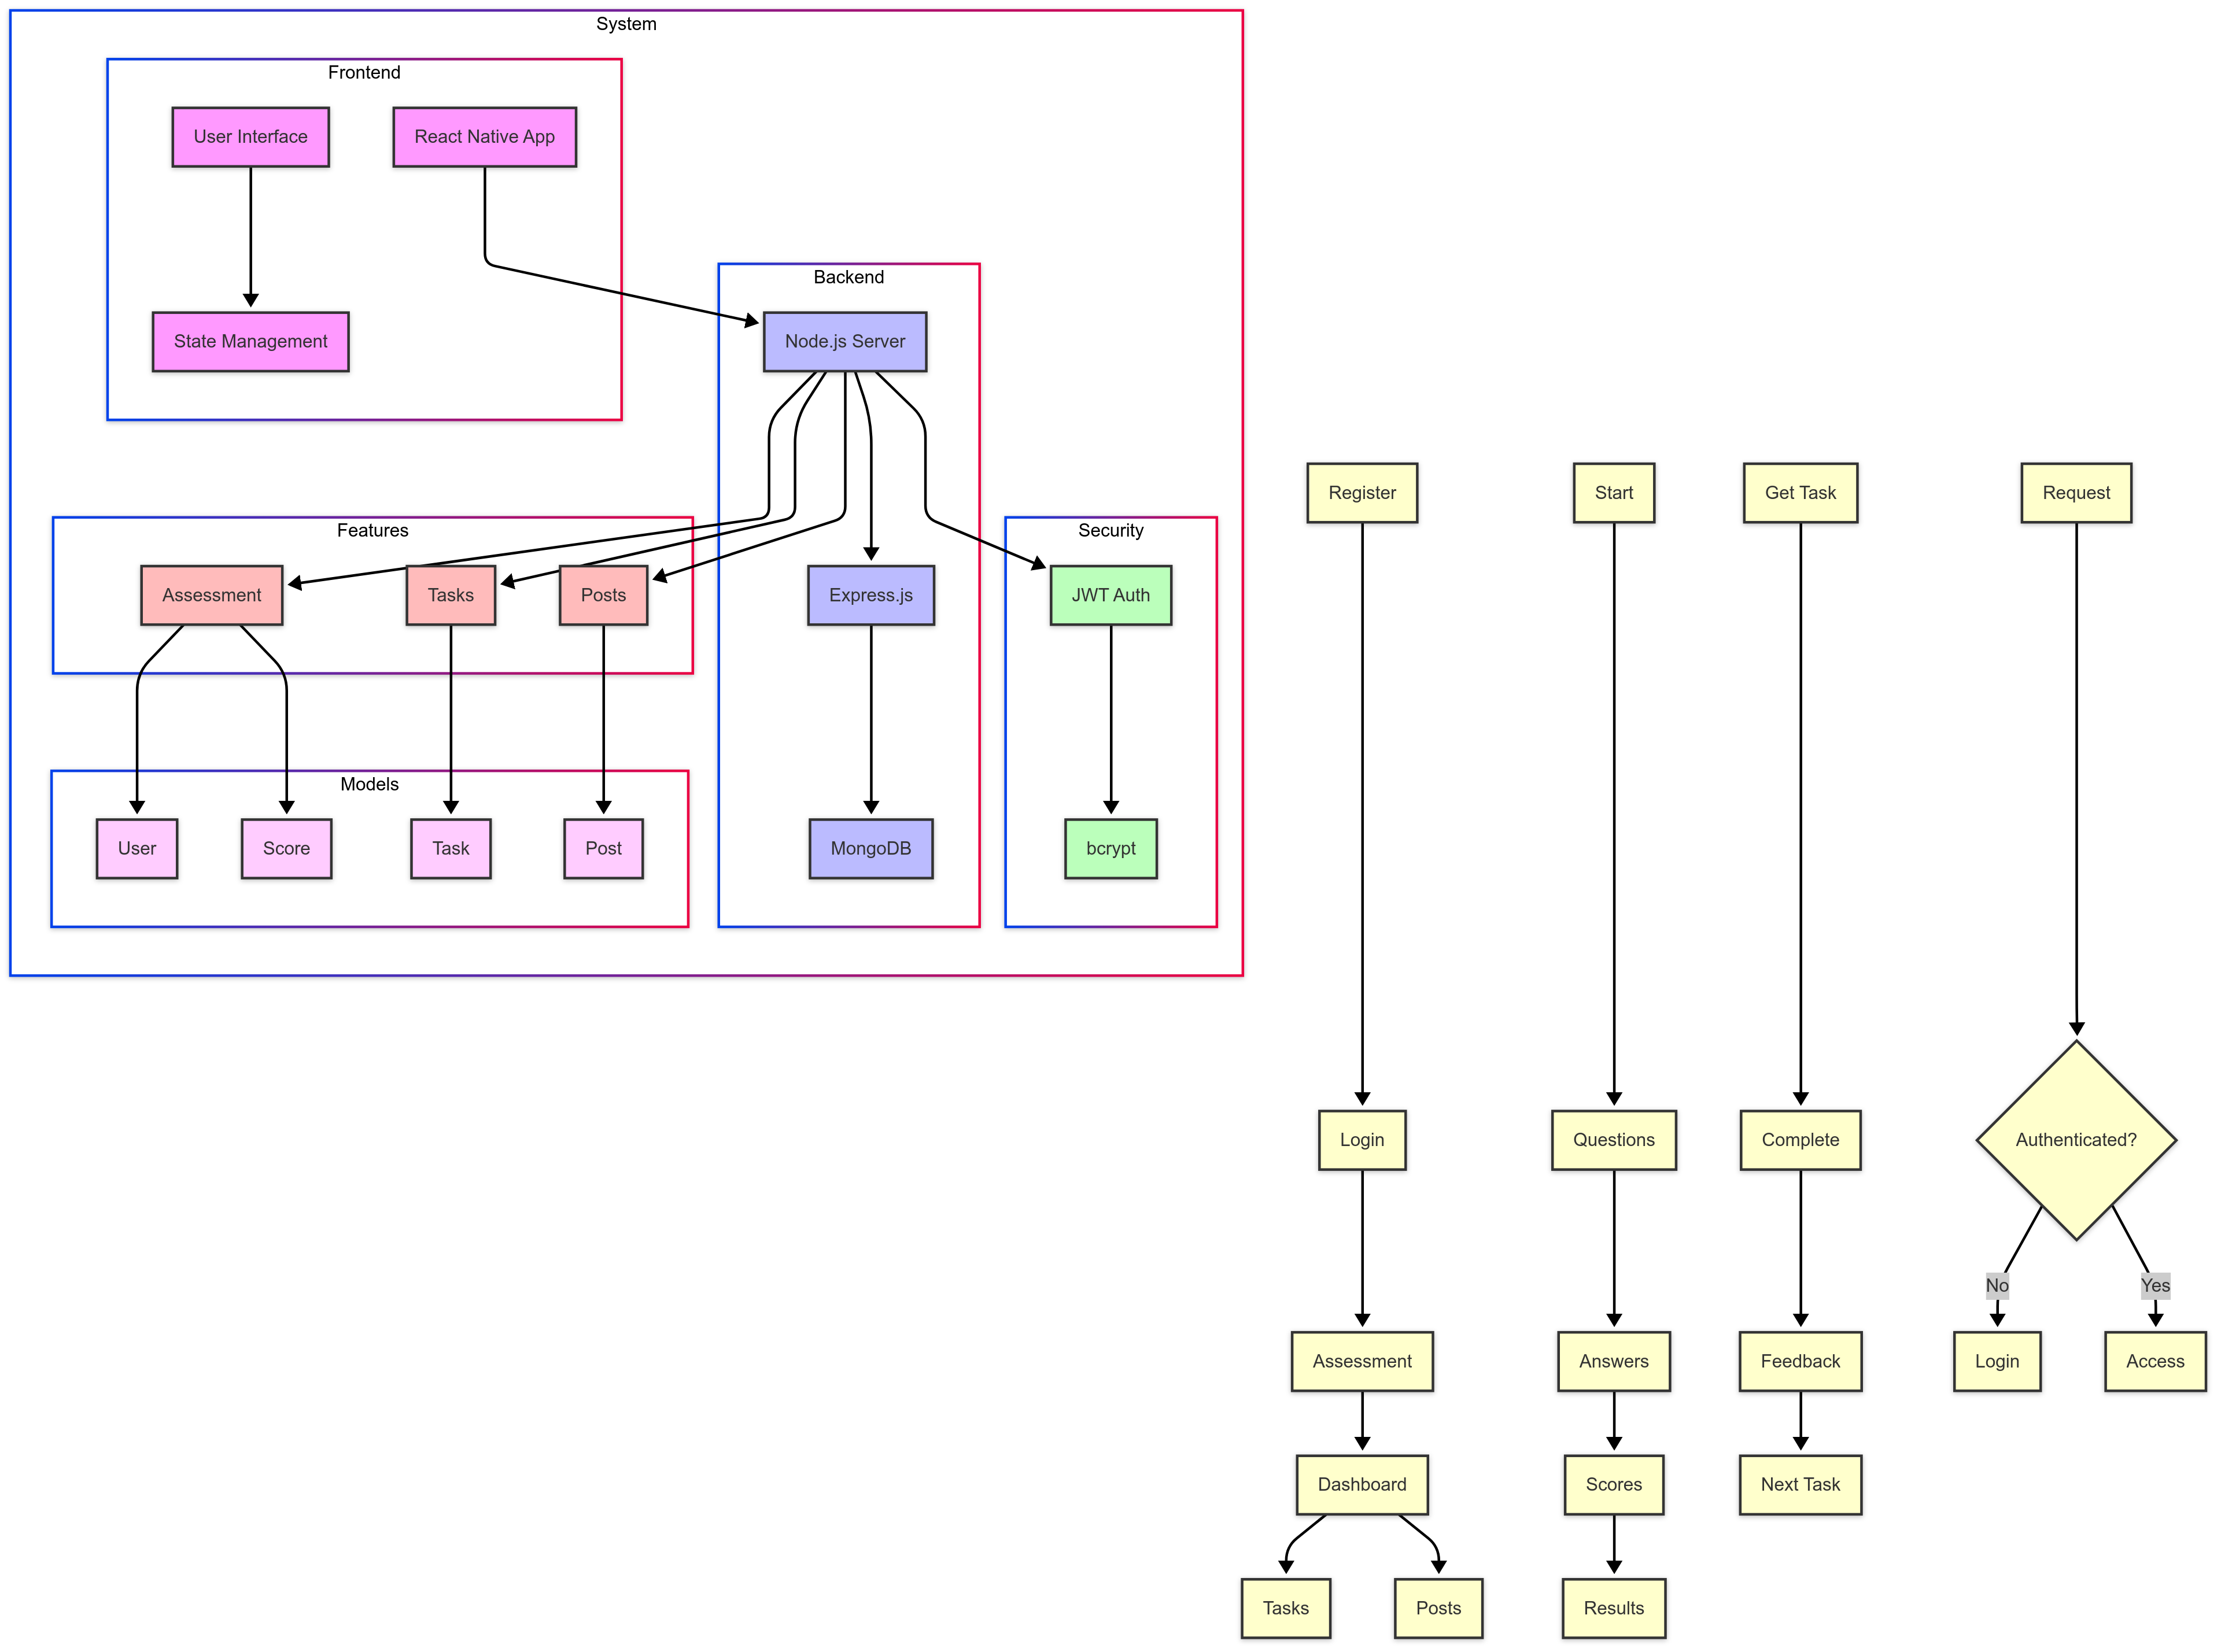 System
Frontend
User Interface
React Native App
State Management
Backend
Node.js Server
Features
Assessment
Tasks
Posts
Express.js
Security
JWT Auth
Models
User
Score
Task
Post
MongoDB
bcrypt
Register
Start
Get Task
Request
Login
Questions
Complete
Authenticated?
No
Yes
Assessment
Answers
Feedback
Login
Access
Dashboard
Scores
Next Task
Tasks
Posts
Results